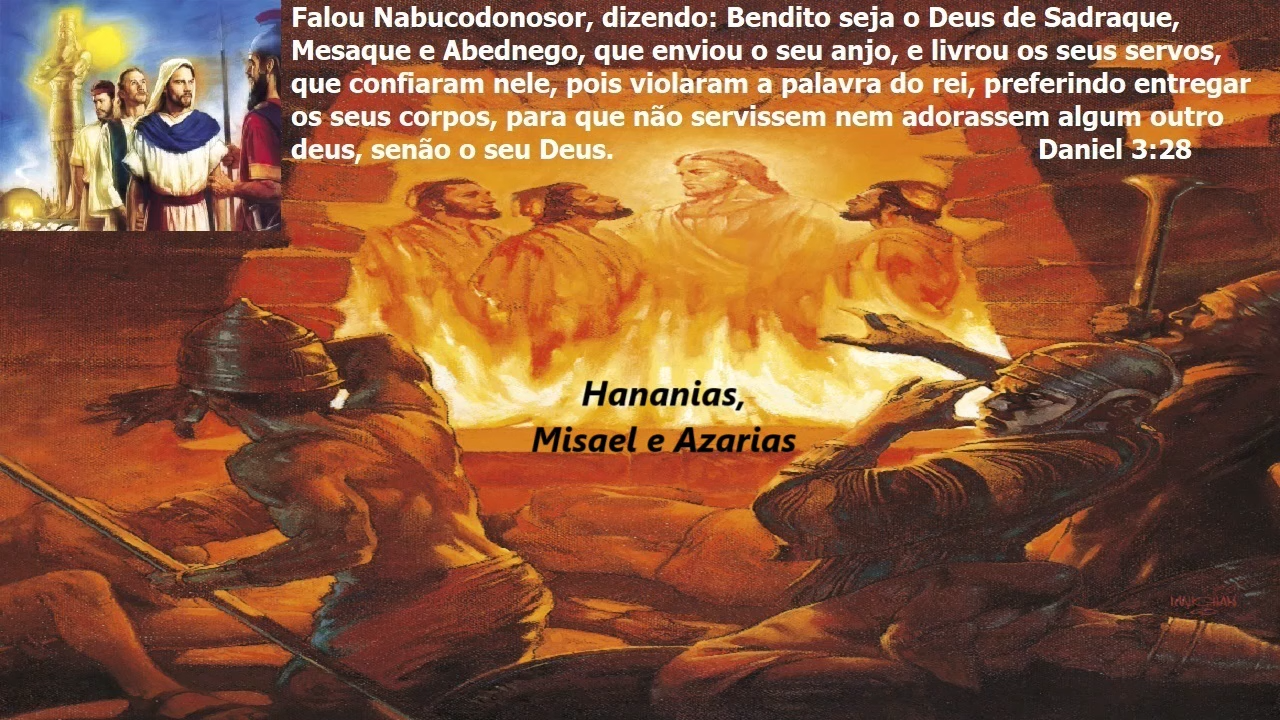 Falou Nabucodonosor, dizendo: Bendito seja o Deus de Sadraque,
Mesaque e Abednego, que enviou o seu anjo, e livrou os seus servos,
que confiaram nele, pois violaram a palavra do rei, preferindo entregar
os seus corpos, para que não servissem nem adorassem algum outro
deus, senão o seu Deus. Daniel 3:28
Hananias,
Misael e Azarias